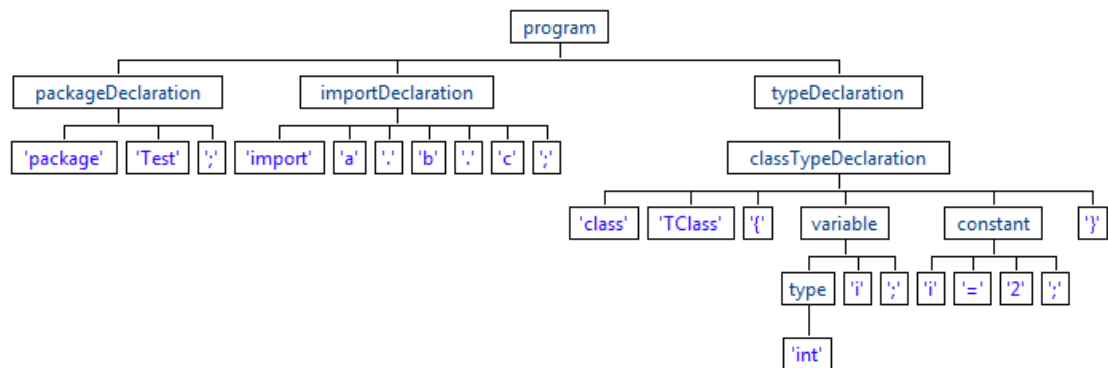 program
packageDeclaration importDeclaration typeDeclaration
'package' 'Test' ';' 'import' 'a' '.' 'b' '.' 'c' ';' classTypeDeclaration
'class' 'TClass' '{' variable constant '}'
type 'i' ';' 'i' '=' '2' ';'
'int'